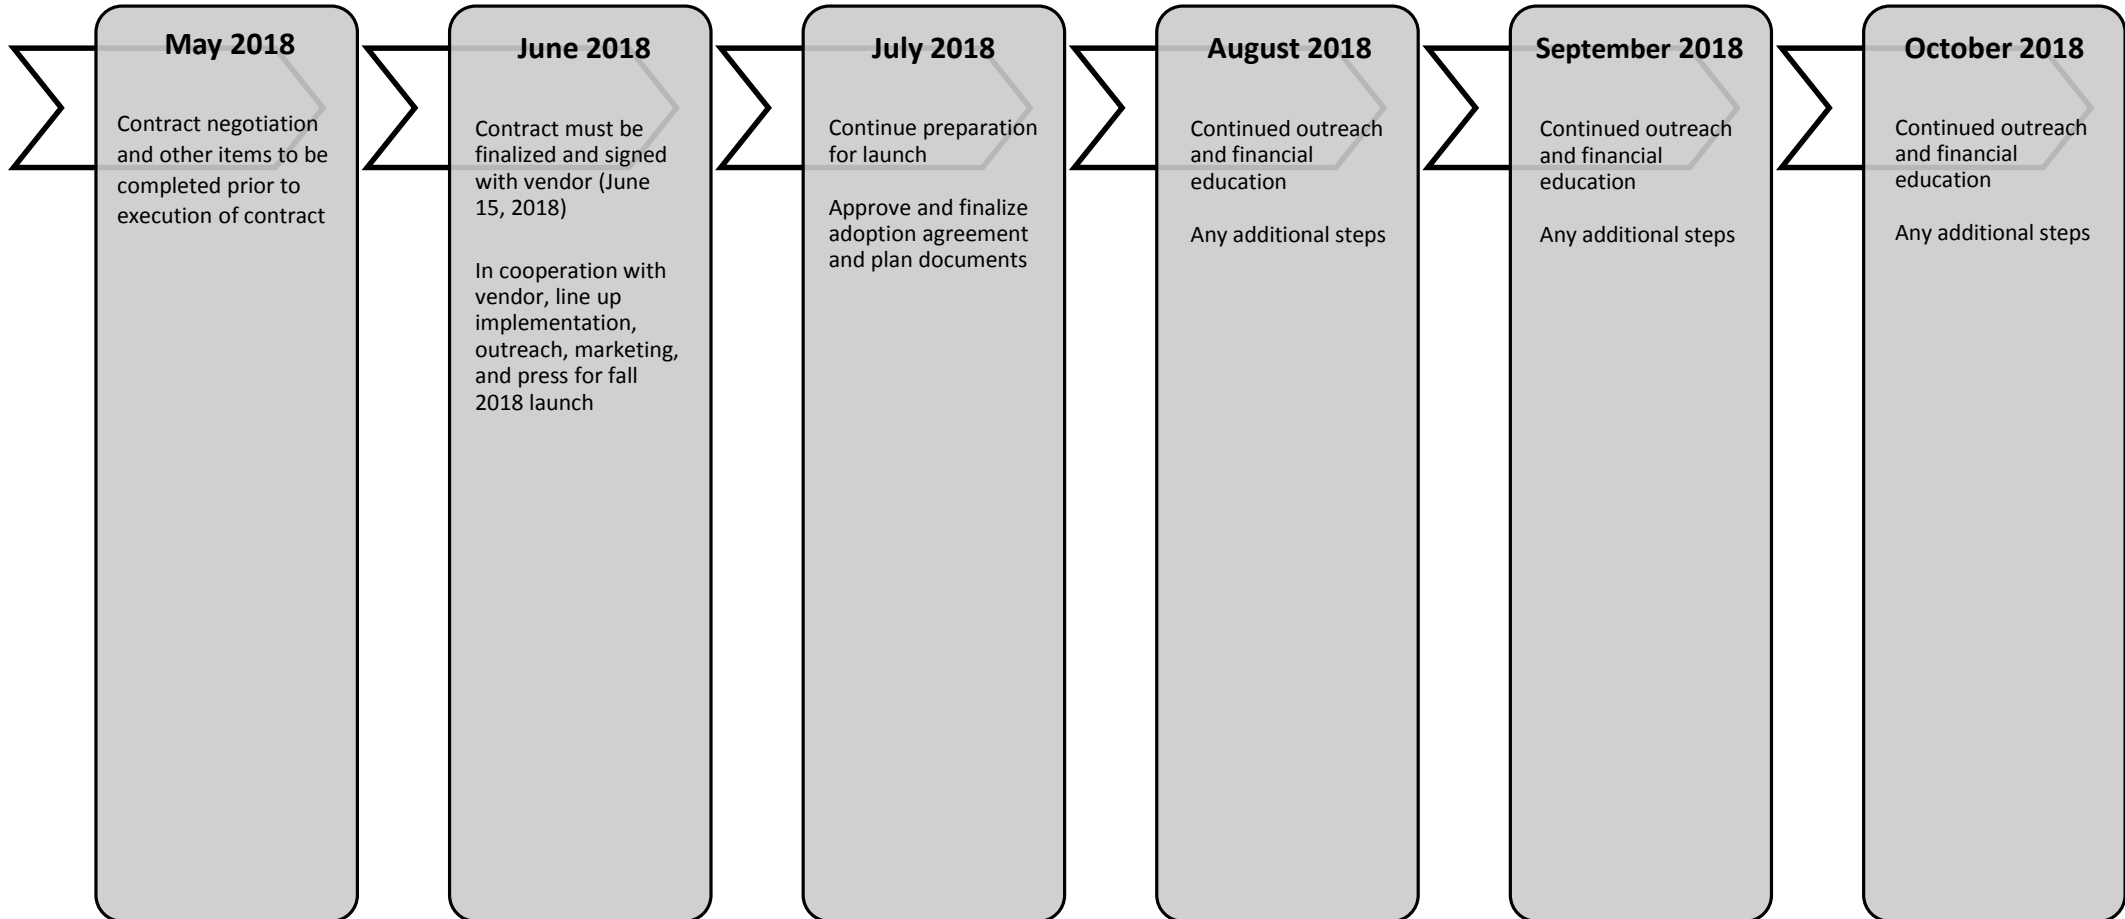 May 2018
Contract negotiation
and other items to be
completed prior to
execution of contract
June 2018
Contract must be
finalized and signed
with vendor (June
15, 2018)
In cooperation with
vendor, line up
implementation,
outreach, marketing,
and press for fall
2018 launch
July 2018
Continue preparation
for launch
Approve and finalize
adoption agreement
and plan documents
August 2018
Continued outreach
and financial
education
Any additional steps
September 2018
Continued outreach
and financial
education
Any additional steps
October 2018
Continued outreach
and financial
education
Any additional steps